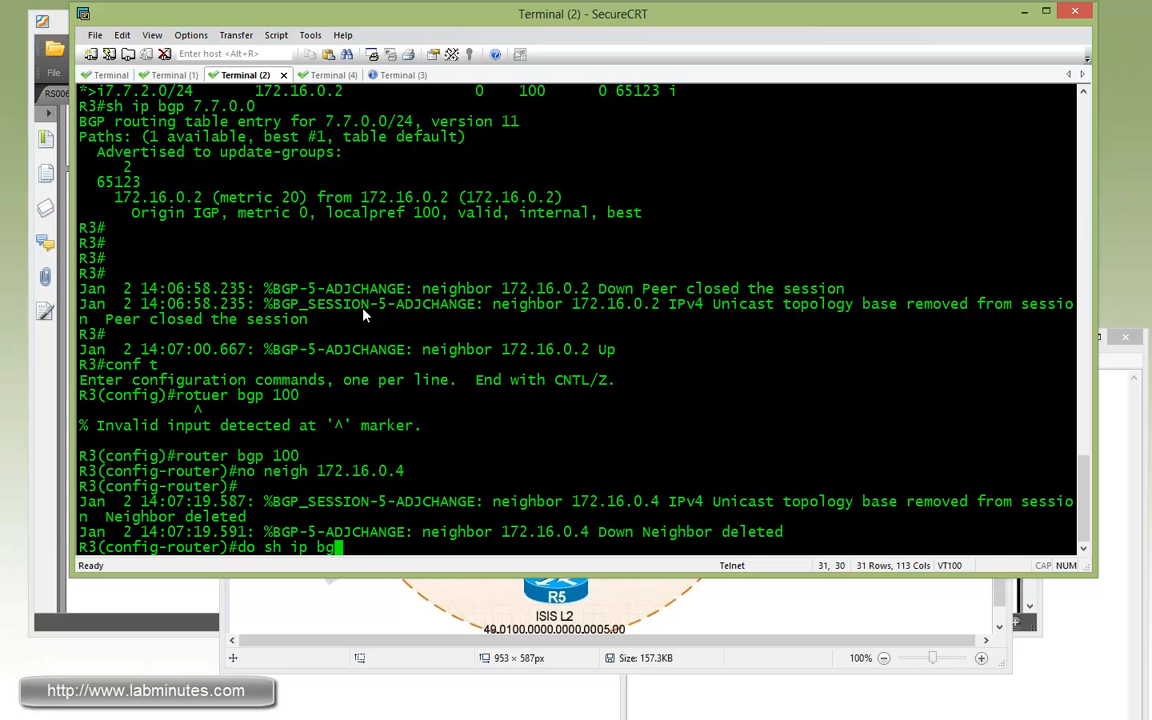 Terminal (2) - SecureCRT
File Edit View Options Transfer Script Tools Help
Enter host <Alt+R>
File
Terminal Terminal (1) Terminal (2) Terminal (4) Terminal (3)
RS006
*>i7.7.2.0/24 172.16.0.2 0 100 0 65123 i
R3#sh ip bgp 7.7.0.0
BGP routing table entry for 7.7.0.0/24, version 11
Paths: (1 available, best #1, table default)
Advertised to update-groups:
2
65123
172.16.0.2 (metric 20) from 172.16.0.2 (172.16.0.2)
Origin IGP, metric 0, localpref 100, valid, internal, best
R3#
R3#
R3#
R3#
Jan 2 14:06:58.235: %BGP-5-ADJCHANGE: neighbor 172.16.0.2 Down Peer closed the session
Jan 2 14:06:58.235: %BGP_SESSION-5-ADJCHANGE: neighbor 172.16.0.2 IPv4 Unicast topology base removed from sessio
n Peer closed the session
R3#
Jan 2 14:07:00.667: %BGP-5-ADJCHANGE: neighbor 172.16.0.2 Up
R3#conf t
Enter configuration commands, one per line. End with CNTL/Z.
R3(config)#rotuer bgp 100
^
% Invalid input detected at '^' marker.
R3(config)#router bgp 100
R3(config-router)#no neigh 172.16.0.4
R3(config-router)#
Jan 2 14:07:19.587: %BGP_SESSION-5-ADJCHANGE: neighbor 172.16.0.4 IPv4 Unicast topology base removed from sessio
n Neighbor deleted
Jan 2 14:07:19.591: %BGP-5-ADJCHANGE: neighbor 172.16.0.4 Down Neighbor deleted
R3(config-router)#do sh ip bg
Ready Telnet 31, 30 31 Rows, 113 Cols VT100 CAP NUM
R5
ISIS L2
49.0100.0000.0000.0005.00
953 × 587px Size: 157.3KB 100%
http://www.labminutes.com